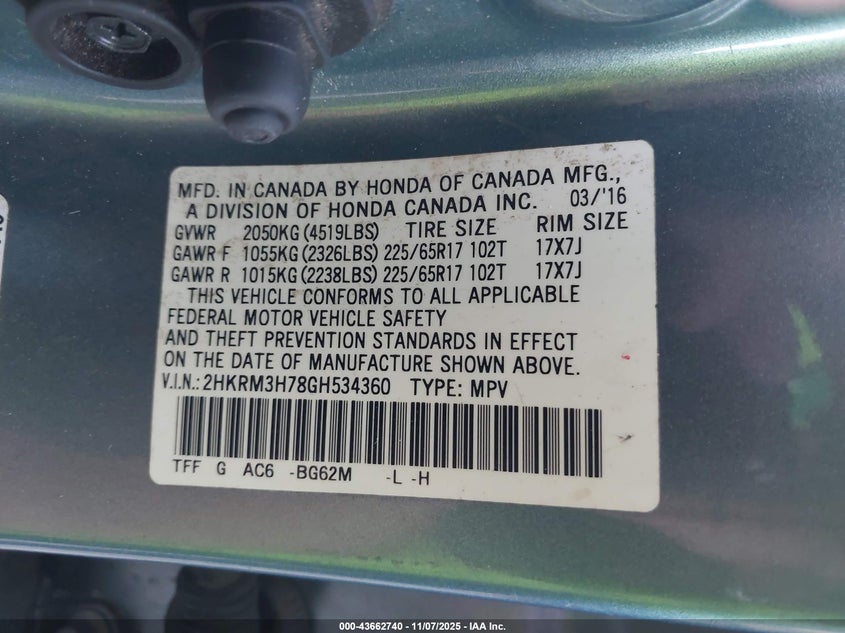 MFD. IN CANADA BY HONDA OF CANADA MFG.,
A DIVISION OF HONDA CANADA INC. 03/'16
GVWR 2050KG (4519LBS) TIRE SIZE RIM SIZE
GAWR F 1055KG (2326LBS) 225/65R17 102T 17X7J
GAWR R 1015KG (2238LBS) 225/65R17 102T 17X7J
THIS VEHICLE CONFORMS TO ALL APPLICABLE
FEDERAL MOTOR VEHICLE SAFETY
AND THEFT PREVENTION STANDARDS IN EFFECT
ON THE DATE OF MANUFACTURE SHOWN ABOVE.
V.I.N.: 2HKRM3H78GH534360 TYPE: MPV
TFF G AC6 -BG62M -L -H
000-43662740 - 11/07/2025 - IAA Inc.